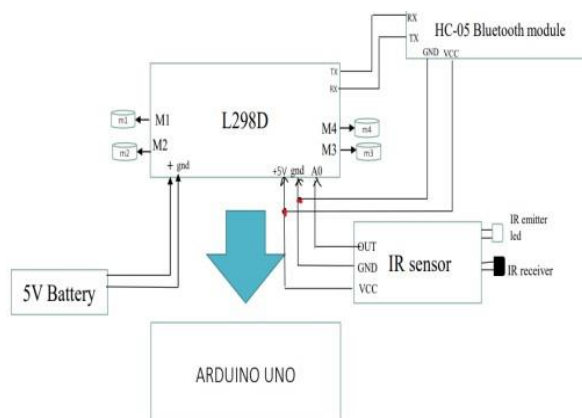 RX
HC-05 Bluetooth module
TX
GND
VCC
TX
RX
L298D
m1
M1
M2
m2
M4
m4
M3
m3
+ gnd
+5V gnd A0
OUT
GND
VCC
IR sensor
IR emitter
led
IR receiver
5V Battery
ARDUINO UNO